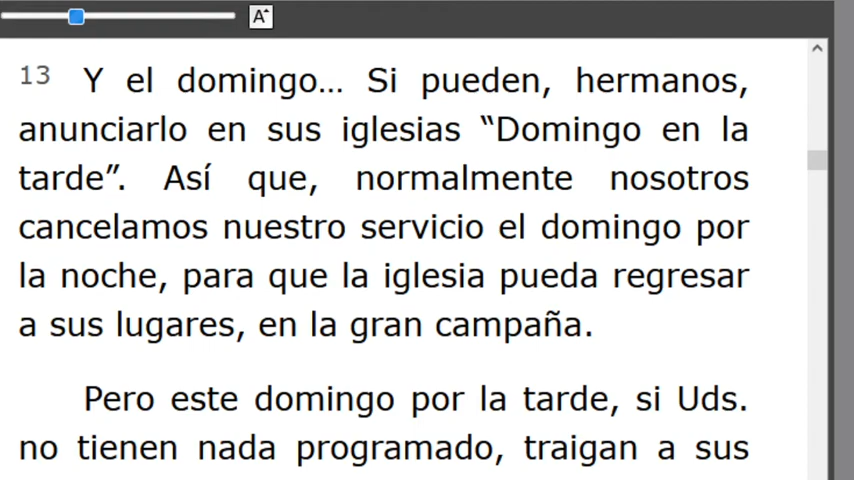 A
13 Y el domingo… Si pueden, hermanos,
anunciarlo en sus iglesias “Domingo en la
tarde”. Así que, normalmente nosotros
cancelamos nuestro servicio el domingo por
la noche, para que la iglesia pueda regresar
a sus lugares, en la gran campaña.
Pero este domingo por la tarde, si Uds.
no tienen nada programado, traigan a sus